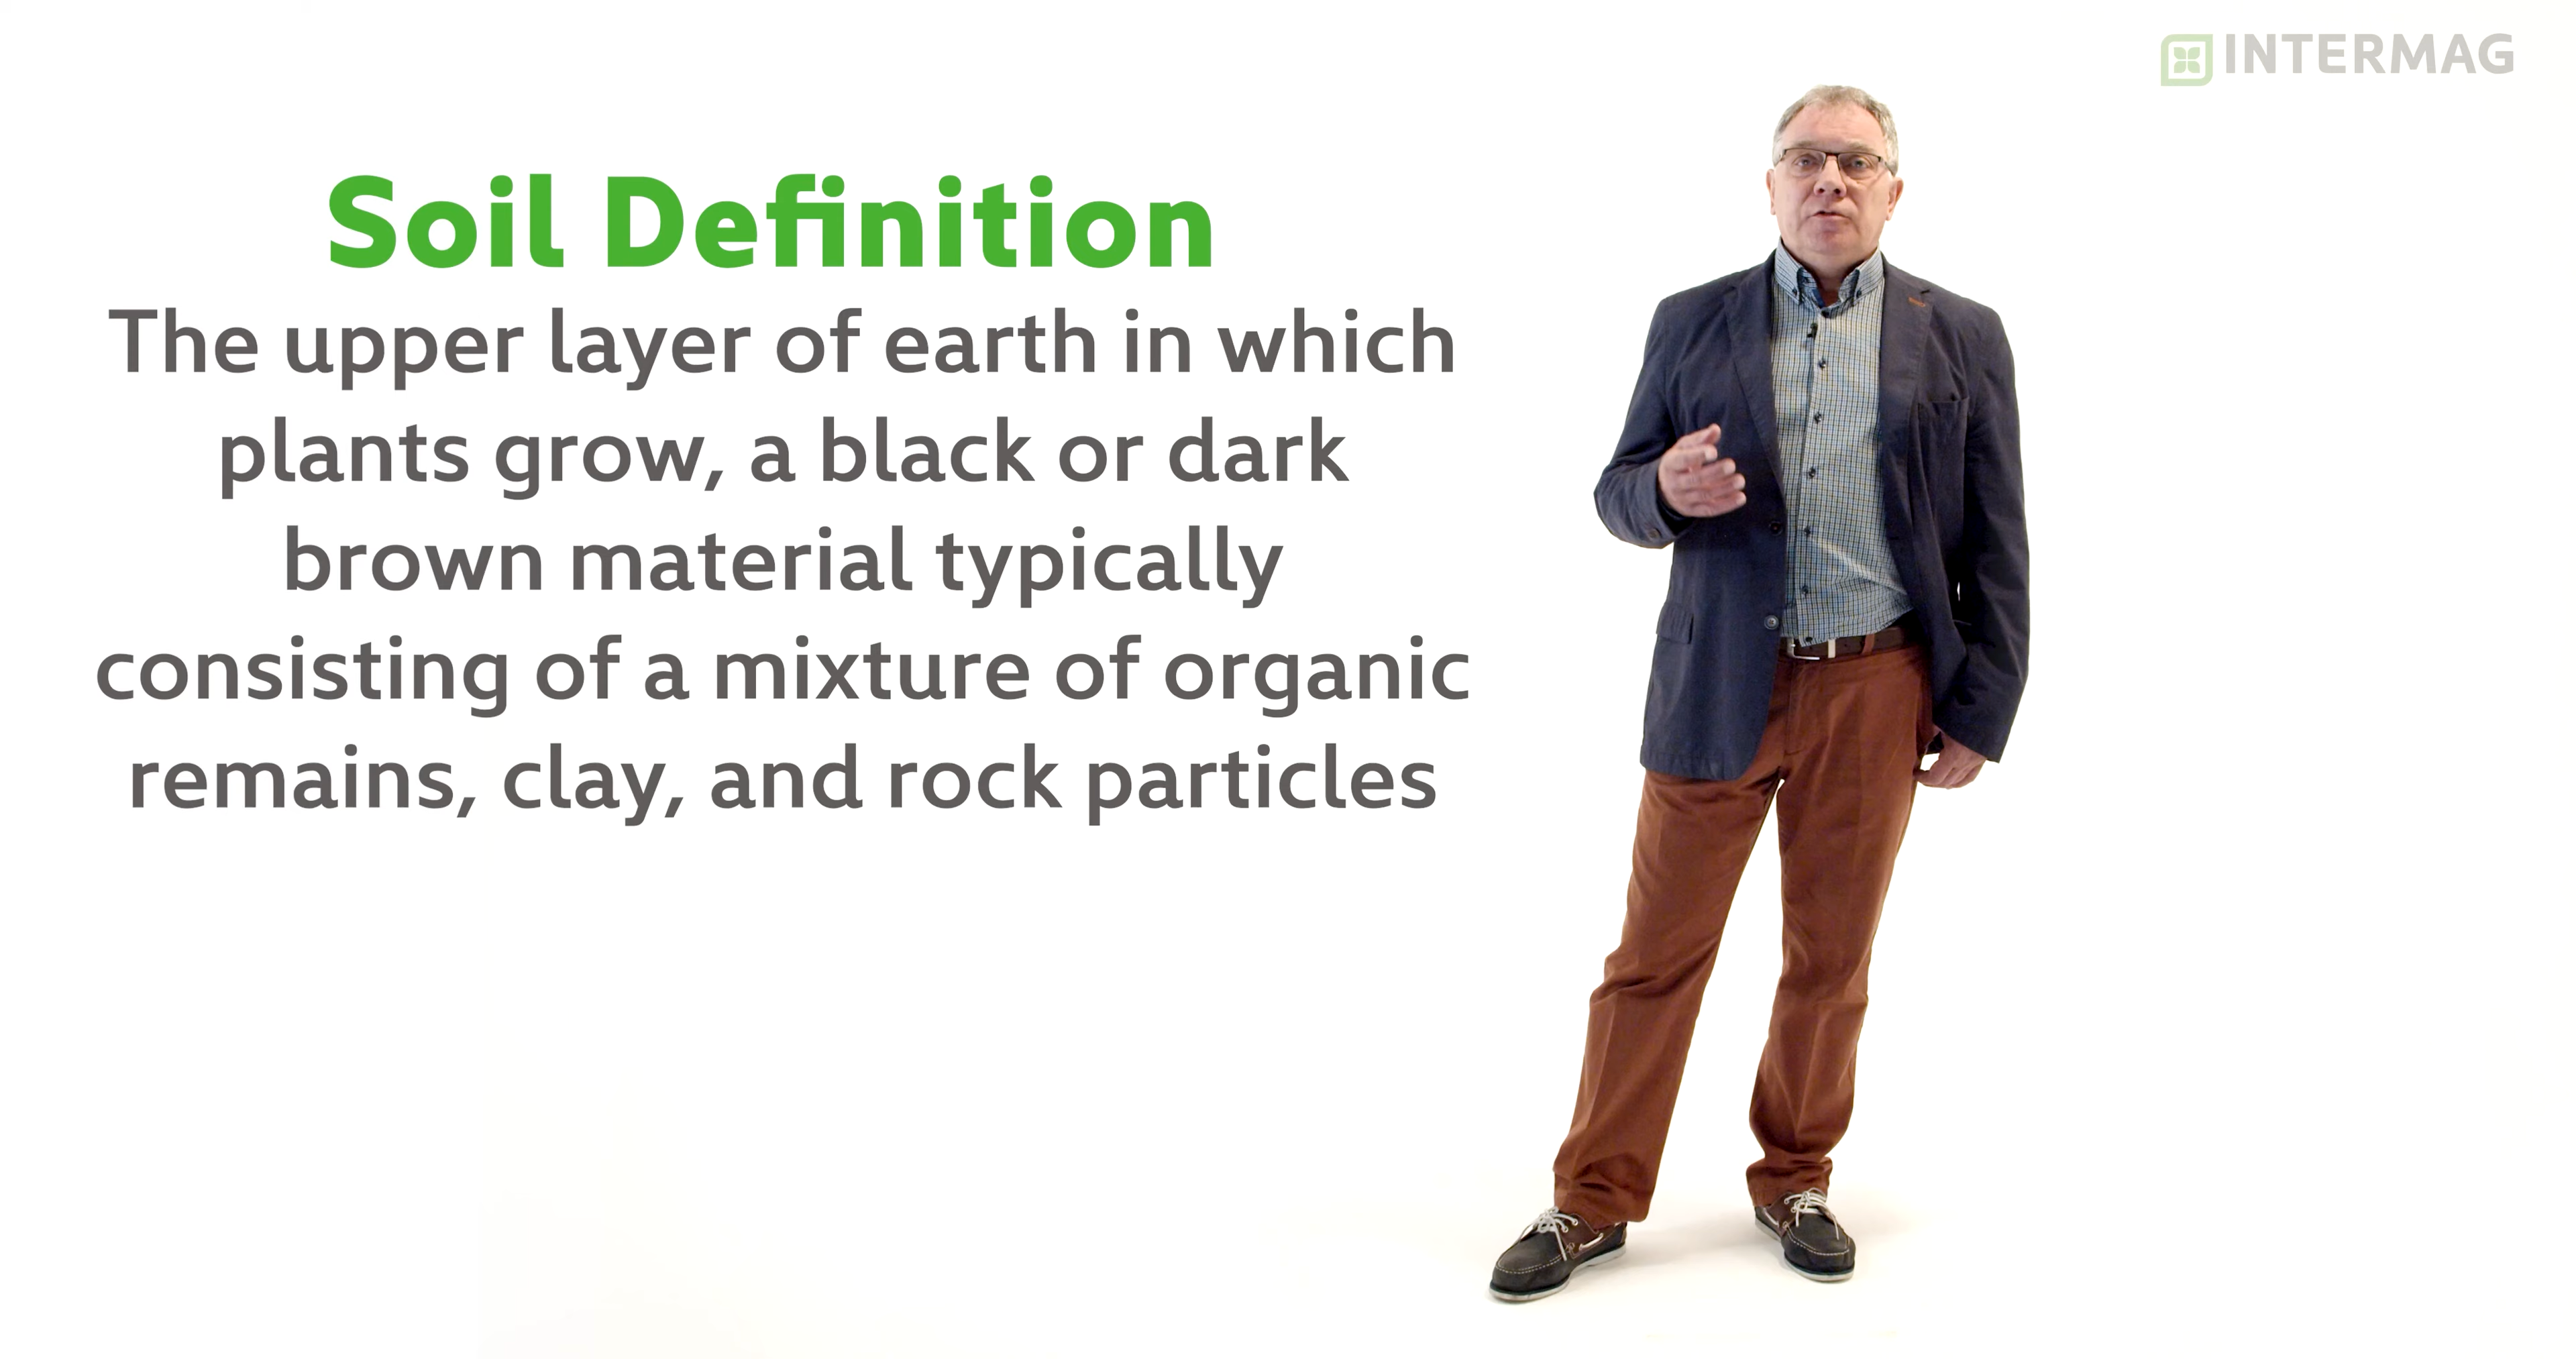 INTERMAG
Soil Definition
The upper layer of earth in which
plants grow, a black or dark
brown material typically
consisting of a mixture of organic
remains, clay, and rock particles